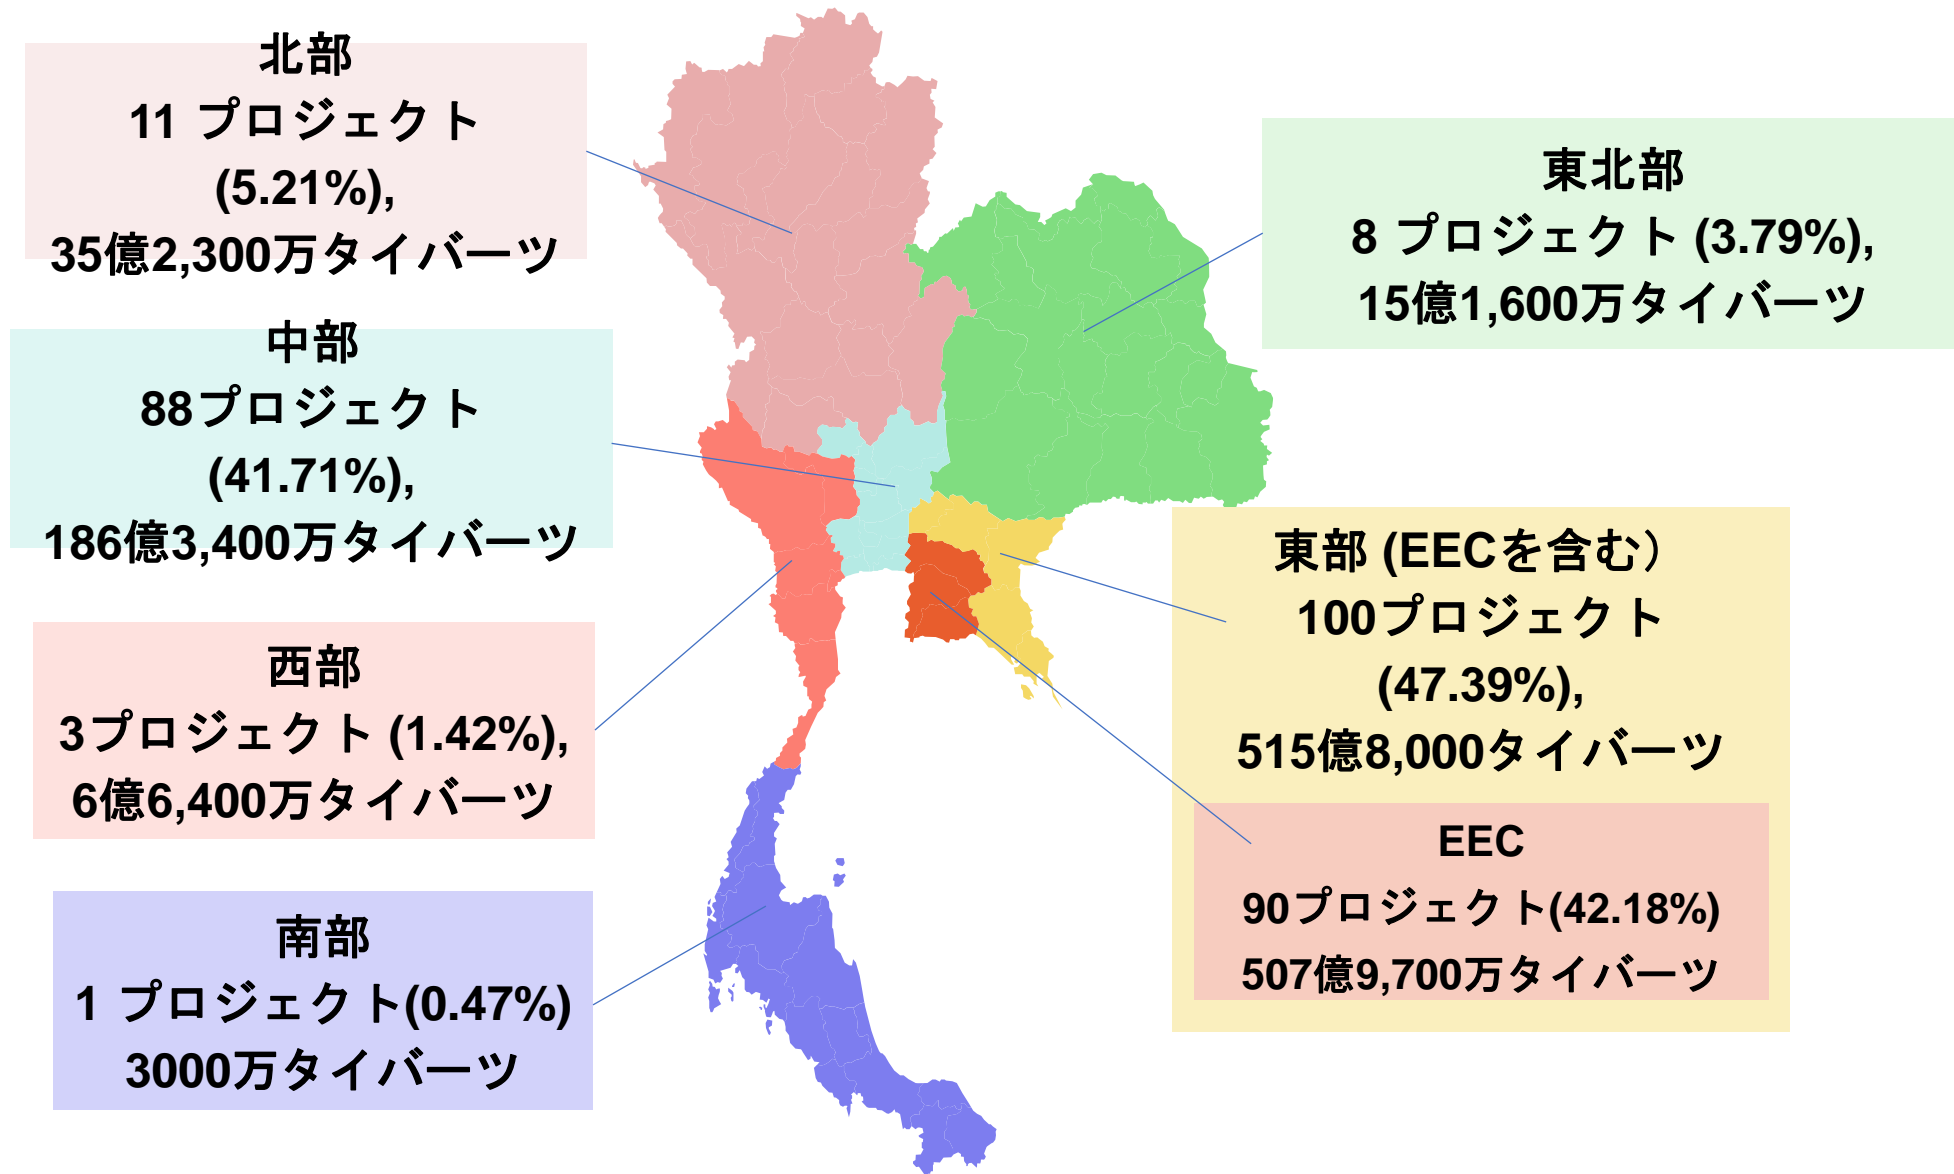 北部
11 プロジェクト
(5.21%),
35億2,300万タイバーツ
中部
88プロジェクト
(41.71%),
186億3,400万タイバーツ
西部
3プロジェクト (1.42%),
6億6,400万タイバーツ
南部
1 プロジェクト(0.47%)
3000万タイバーツ
東北部
8 プロジェクト (3.79%),
15億1,600万タイバーツ
東部 (EECを含む）
100プロジェクト
(47.39%),
515億8,000タイバーツ
EEC
90プロジェクト(42.18%)
507億9,700万タイバーツ